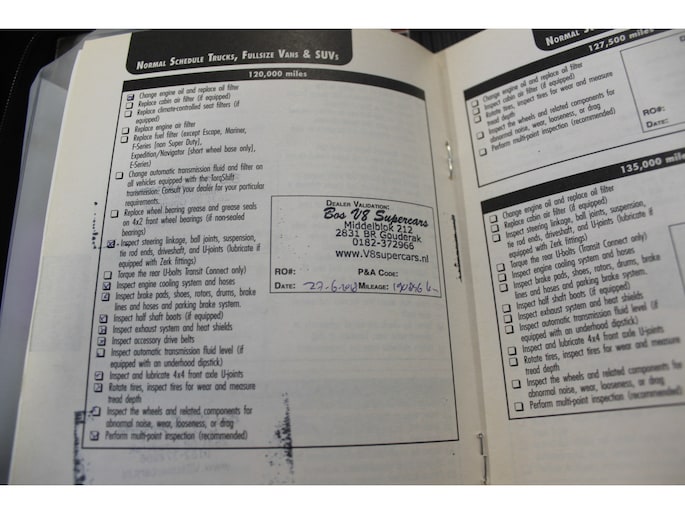 NORMAL SCHEDULE TRUCKS, FULLSIZE VANS & SUVS
120,000 miles
Change engine oil and replace oil filter
Replace cabin air filter (if equipped)
Replace climate-controlled seat filters (if
equipped)
Replace engine air filter
Replace fuel filter (except Escape, Mariner,
F-Series (non Super Duty),
Expedition/Navigator [short wheel base only],
E-Series)
Change automatic transmission fluid and filter on
all vehicles equipped with the TorqShift
transmission: Consult your dealer for your particular
requirements.
Replace wheel bearing grease and grease seals
on 4x2 front wheel bearings (if non-sealed
bearings)
Inspect steering linkage, ball joints, suspension,
tie rod ends, driveshaft, and U-joints (lubricate if
equipped with Zerk fittings)
Torque the rear U-bolts (Transit Connect only)
Inspect engine cooling system and hoses
Inspect brake pads, shoes, rotors, drums, brake
lines and hoses and parking brake system.
Inspect half shaft boots (if equipped)
Inspect exhaust system and heat shields
Inspect accessory drive belts
Inspect automatic transmission fluid level (if
equipped with an underhood dipstick)
Inspect and lubricate 4x4 front axle U-joints
Rotate tires, inspect tires for wear and measure
tread depth
Inspect the wheels and related components for
abnormal noise, wear, looseness, or drag
Perform multi-point inspection (recommended)
DEALER VALIDATION:
Bos V8 Supercars
Middelblok 212
2831 BR Gouderak
0182-372966
www.V8supercars.nl
RO#: P&A CODE:
DATE: MILEAGE:
NORMAL
127,500 miles
Change engine oil and replace oil filter
Inspect cabin air filter (if equipped)
Rotate tires, inspect tires for wear and measure
tread depth
Inspect the wheels and related components for
abnormal noise, wear, looseness, or drag
Perform multi-point inspection (recommended)
RO#:
DATE:
135,000 miles
Change engine oil and replace oil filter
Replace cabin air filter (if equipped)
Inspect steering linkage, ball joints, suspension,
tie rod ends, driveshaft, and U-joints (lubricate if
equipped with Zerk fittings)
Torque the rear U-bolts (Transit Connect only)
Inspect engine cooling system and hoses
Inspect brake pads, shoes, rotors, drums, brake
lines and hoses and parking brake system.
Inspect half shaft boots (if equipped)
Inspect exhaust system and heat shields
Inspect automatic transmission fluid level (if
equipped with an underhood dipstick)
Inspect and lubricate 4x4 front axle U-joints
Rotate tires, inspect tires for wear and measure
tread depth
Inspect the wheels and related components for
abnormal noise, wear, looseness, or drag
Perform multi-point inspection (recommended)